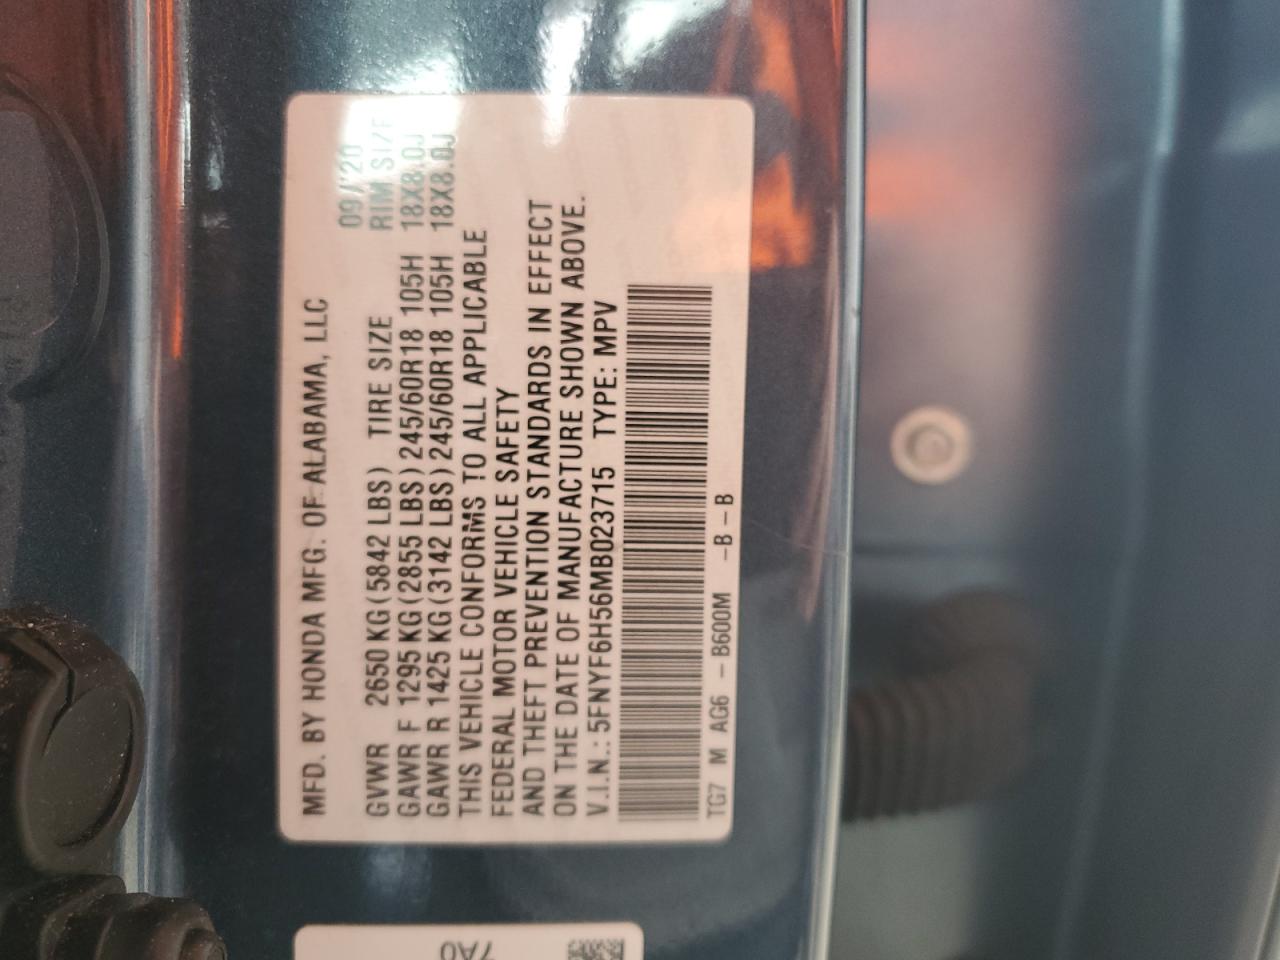 MFD. BY HONDA MFG. OF ALABAMA, LLC
09/'20
GVWR 2650 KG (5842 LBS) TIRE SIZE RIM SIZE
GAWR F 1295 KG (2855 LBS) 245/60R18 105H 18X8.0J
GAWR R 1425 KG (3142 LBS) 245/60R18 105H 18X8.0J
THIS VEHICLE CONFORMS TO ALL APPLICABLE
FEDERAL MOTOR VEHICLE SAFETY
AND THEFT PREVENTION STANDARDS IN EFFECT
ON THE DATE OF MANUFACTURE SHOWN ABOVE.
V.I.N.: 5FNYF6H56MB023715 TYPE: MPV
TG7 M AG6 -B600M -B-B